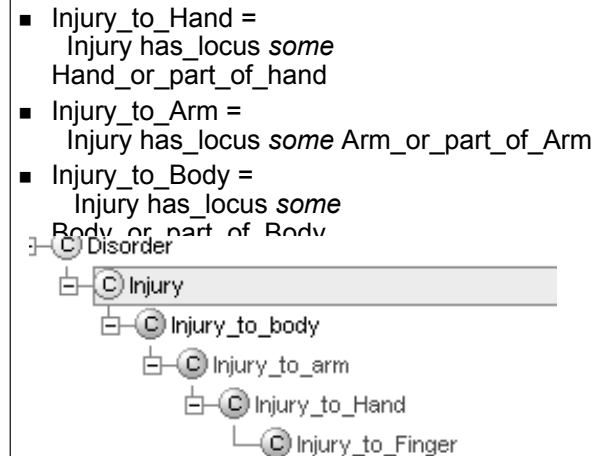 ▪ Injury_to_Hand =
Injury has_locus some
Hand_or_part_of_hand
▪ Injury_to_Arm =
Injury has_locus some Arm_or_part_of_Arm
▪ Injury_to_Body =
Injury has_locus some
Body_or_part_of_Body
C Disorder
C Injury
C Injury_to_body
C Injury_to_arm
C Injury_to_Hand
C Injury_to_Finger